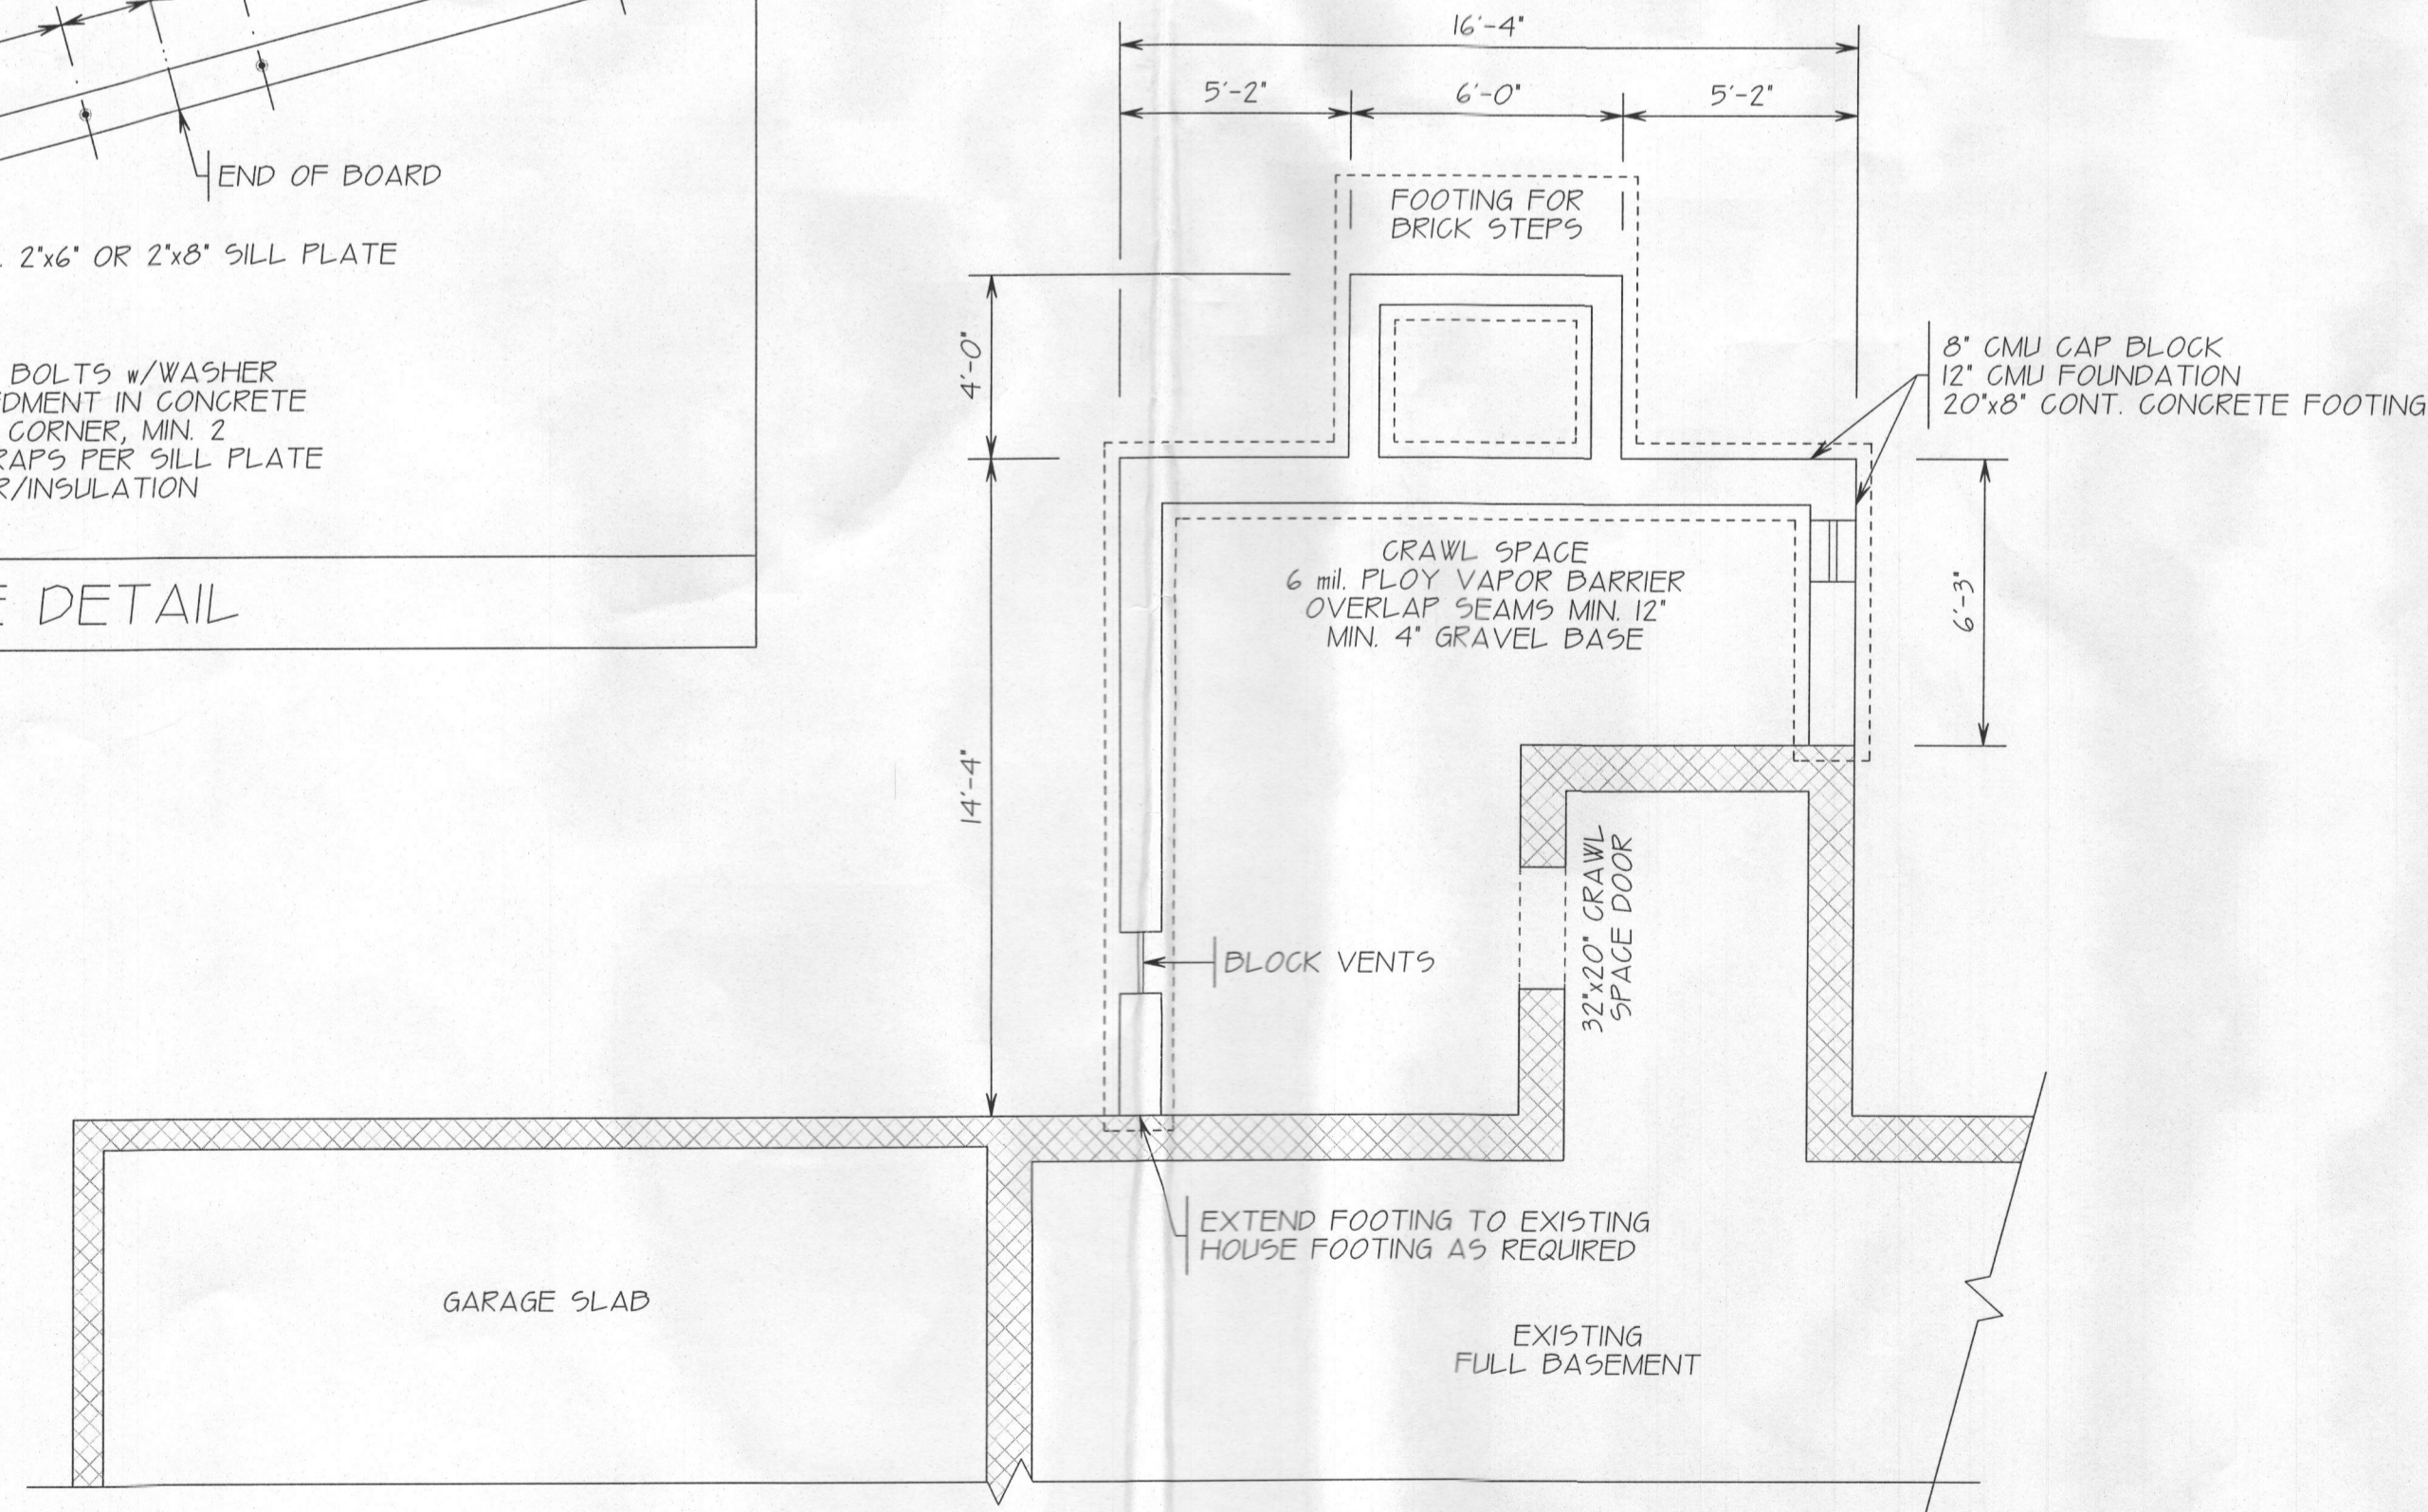 END OF BOARD
2"x6" OR 2"x8" SILL PLATE
BOLTS w/WASHER
IN CONCRETE
CORNER, MIN. 2
PER SILL PLATE
DETAIL
16'-4"
5'-2"
6'-0"
5'-2"
FOOTING FOR
BRICK STEPS
4'-0"
8" CMU CAP BLOCK
12" CMU FOUNDATION
20"x8" CONT. CONCRETE FOOTING
CRAWL SPACE
6 mil. PLOY VAPOR BARRIER
OVERLAP SEAMS MIN. 12"
MIN. 4" GRAVEL BASE
6'-3"
14'-4"
32"x20" CRAWL
SPACE DOOR
BLOCK VENTS
EXTEND FOOTING TO EXISTING
HOUSE FOOTING AS REQUIRED
GARAGE SLAB
EXISTING
FULL BASEMENT